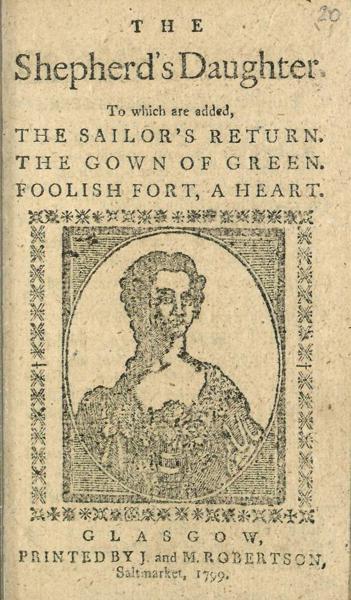 20
THE
Shepherd's Daughter.
To which are added,
THE SAILOR'S RETURN.
THE GOWN OF GREEN.
FOOLISH FORT, A HEART.
GLASGOW,
PRINTED BY J. and M. ROBERTSON,
Saltmarket, 1799.